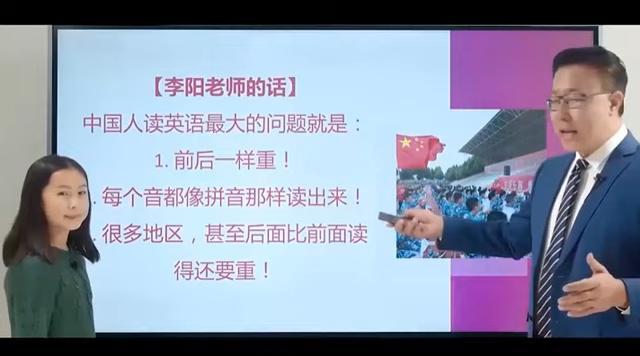 【李阳老师的话】
中国人读英语最大的问题就是：
1. 前后一样重！
. 每个音都像拼音那样读出来！
. 很多地区，甚至后面比前面读
得还要重！